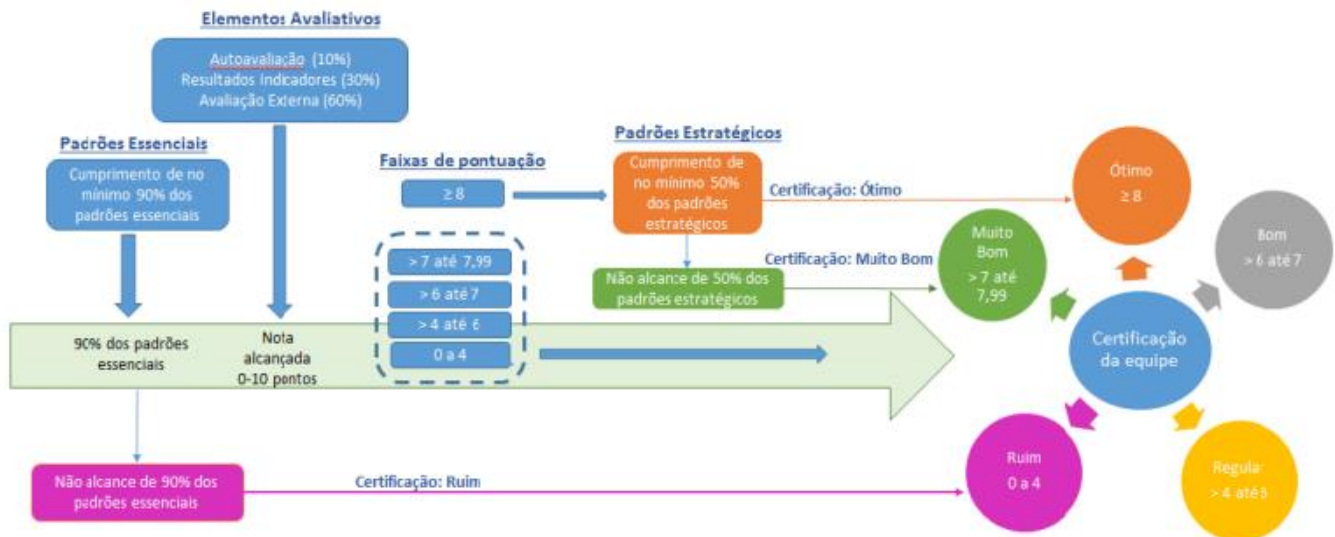 Elementos Avaliativos
Autoavaliação (10%)
Resultados Indicadores (30%)
Avaliação Externa (60%)
Padrões Essenciais
Cumprimento de no
mínimo 90% dos
padrões essenciais
Faixas de pontuação
≥ 8
> 7 até 7,99
> 6 até 7
> 4 até 6
0 a 4
Padrões Estratégicos
Cumprimento de
no mínimo 50%
dos padrões
estratégicos
Certificação: Ótimo
Não alcance de 50% dos
padrões estratégicos
Certificação: Muito Bom
90% dos padrões
essenciais
Nota
alcançada
0-10 pontos
Não alcance de 90% dos
padrões essenciais
Certificação: Ruim
Ótimo
≥ 8
Muito
Bom
> 7 até
7,99
Bom
> 6 até 7
Certificação
da equipe
Ruim
0 a 4
Regular
> 4 até